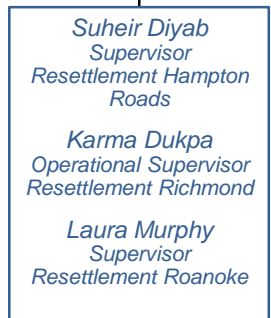 Suheir Diyab
Supervisor
Resettlement Hampton
Roads
Karma Dukpa
Operational Supervisor
Resettlement Richmond
Laura Murphy
Supervisor
Resettlement Roanoke